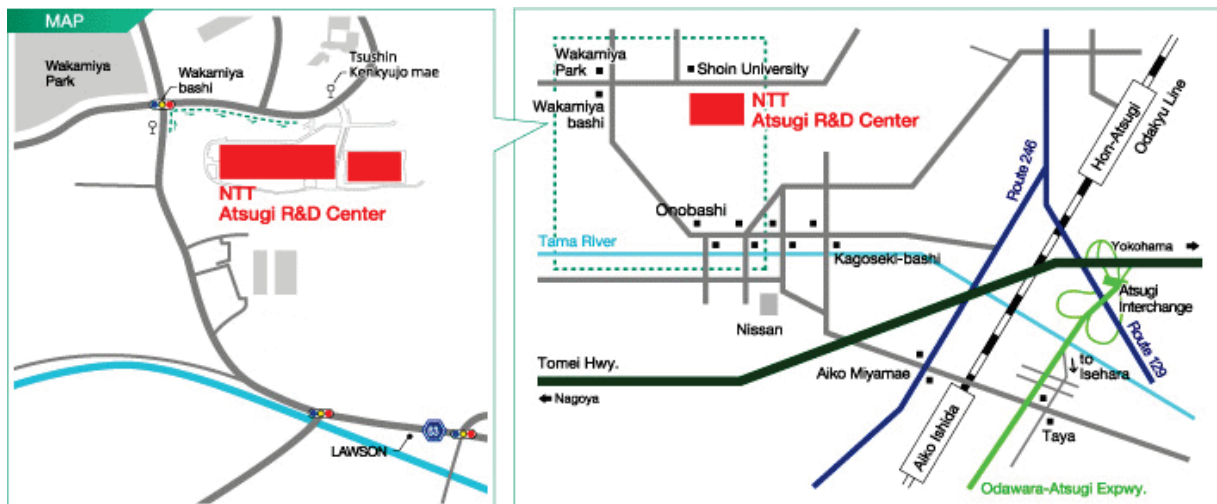 MAP
Wakamiya
Park
Wakamiya
bashi
Tsushin
Kenkyujo mae
NTT
Atsugi R&D Center
LAWSON
63
Wakamiya
Park
Shoin University
Wakamiya
bashi
NTT
Atsugi R&D Center
Onobashi
Tama River
Kagoseki-bashi
Nissan
Tomei Hwy.
Nagoya
Aiko Miyamae
Aiko Ishida
Route 246
Hon-Atsugi
Odakyu Line
Yokohama
Atsugi
Interchange
Route 129
to
Isehara
Taya
Odawara-Atsugi Expwy.